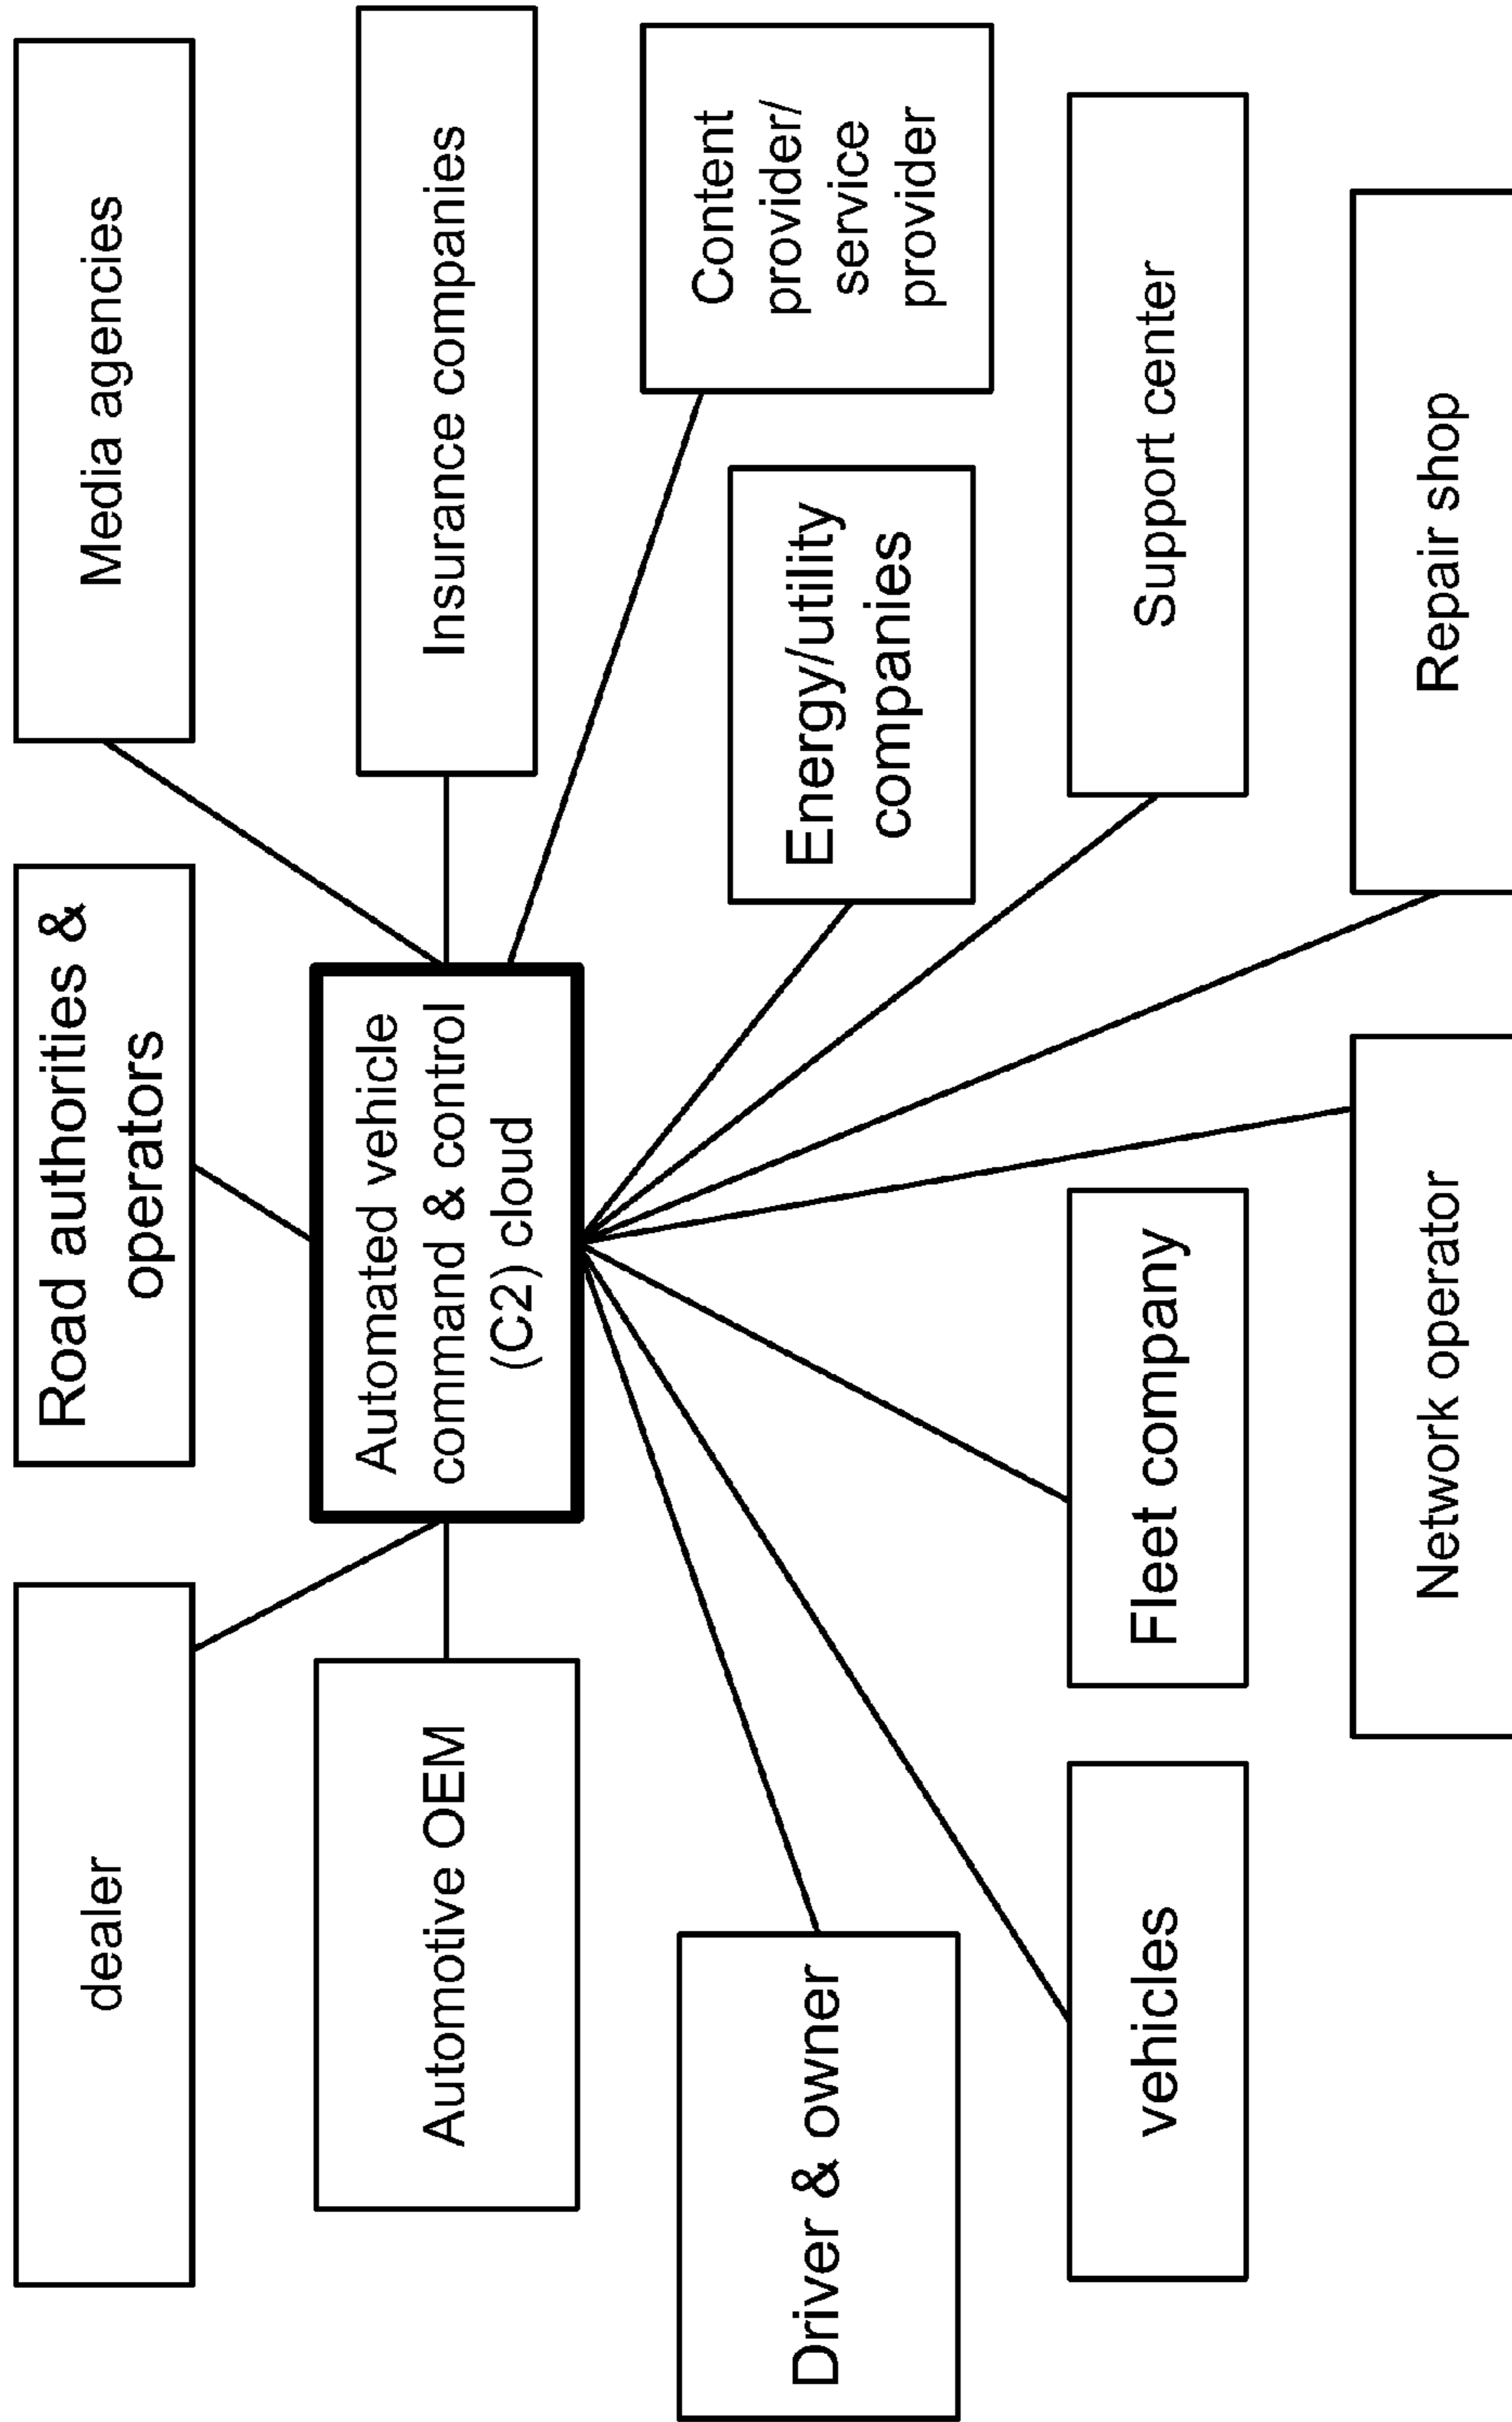 dealer
Road authorities &
operators
Media agencies
Automotive OEM
Automated vehicle
command & control
(C2) cloud
Insurance companies
Driver & owner
Energy/utility
companies
Content
provider/
service
provider
vehicles
Fleet company
Support center
Network operator
Repair shop